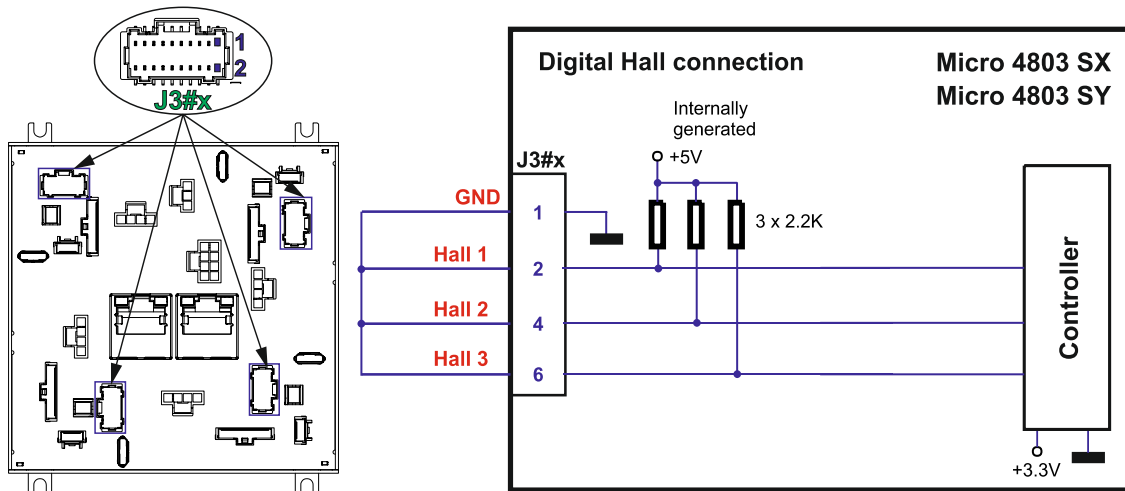 1
2
J3#x
Digital Hall connection
Micro 4803 SX
Micro 4803 SY
Internally
generated
+5V
J3#x
GND
1
3 x 2.2K
Hall 1
2
Hall 2
4
Hall 3
6
Controller
+3.3V